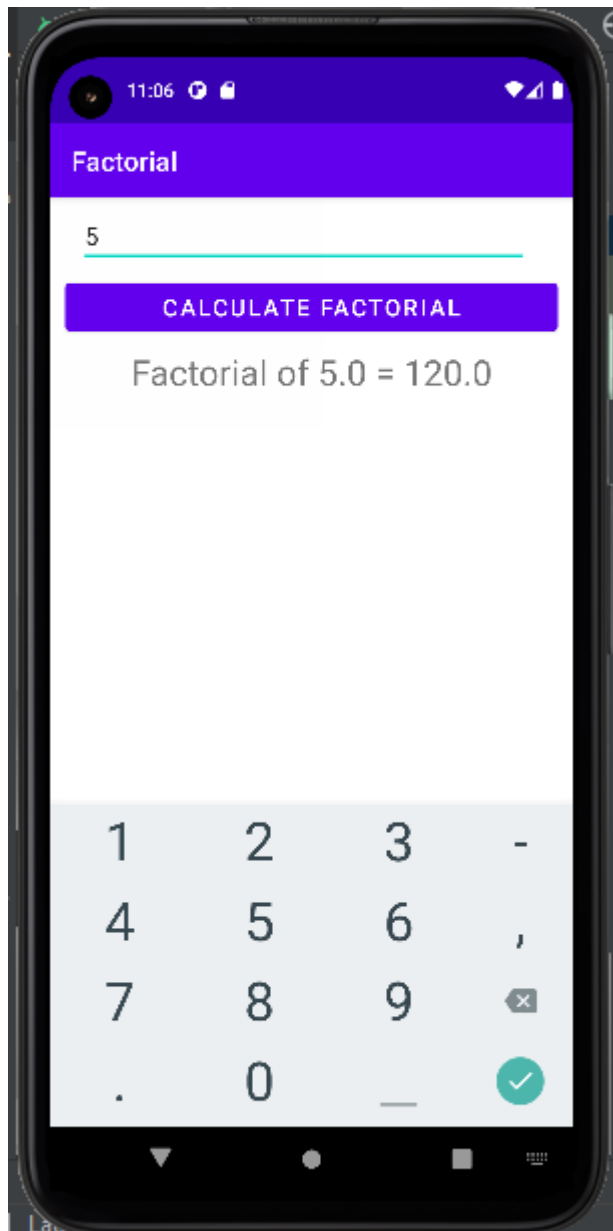 11:06
Factorial
5
CALCULATE FACTORIAL
Factorial of 5.0 = 120.0
1 2 3 -
4 5 6 ,
7 8 9
. 0 _